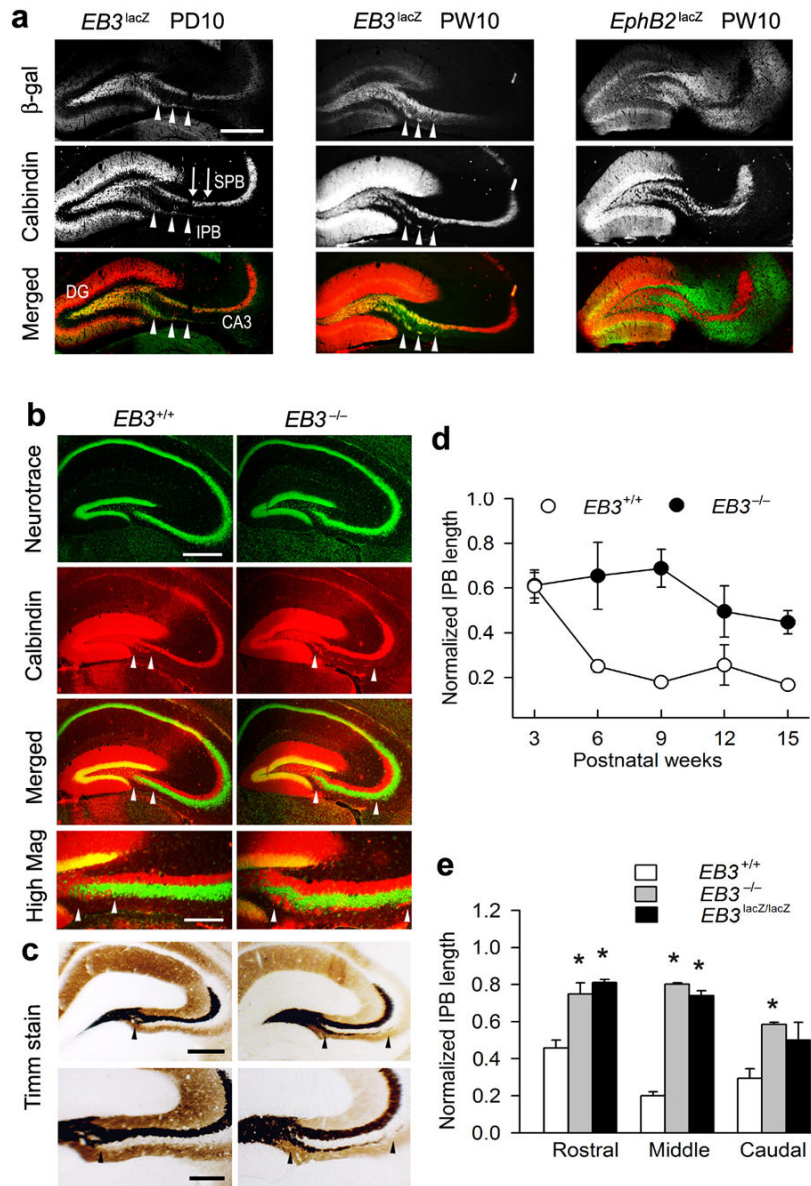 a
EB3lacZ PD10
EB3lacZ PW10
EphB2lacZ PW10
β-gal
Calbindin
SPB
IPB
Merged
DG
CA3
b
EB3+/+
EB3−/−
Neurotrace
Calbindin
Merged
High Mag
c
Timm stain
d
EB3+/+
EB3−/−
Normalized IPB length
1.0
0.8
0.6
0.4
0.2
3 6 9 12 15
Postnatal weeks
e
EB3+/+
EB3−/−
EB3lacZ/lacZ
Normalized IPB length
1.2
1.0
0.8
0.6
0.4
0.2
0.0
* *
* *
*
Rostral Middle Caudal